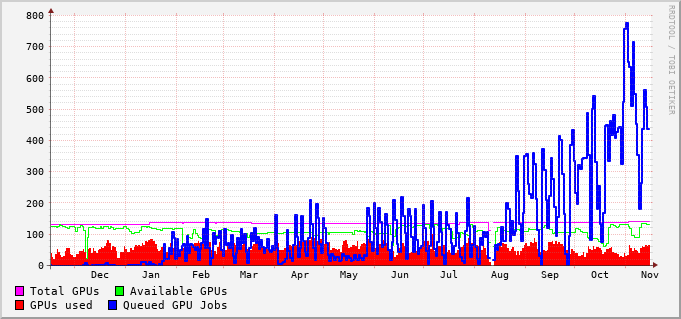 800
700
600
500
400
300
200
100
0
Dec Jan Feb Mar Apr May Jun Jul Aug Sep Oct Nov
Total GPUs Available GPUs
GPUs used Queued GPU Jobs
RRDTOOL / TOBI OETIKER